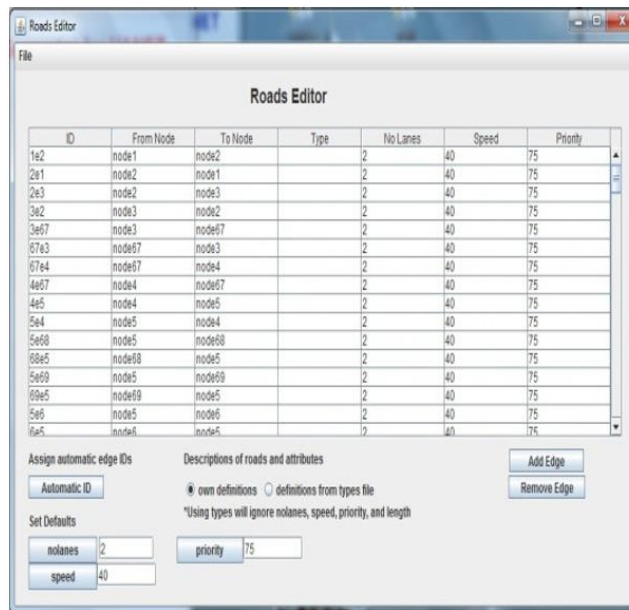 Roads Editor
File
Roads Editor
ID From Node To Node Type No Lanes Speed Priority
1e2 node1 node2 2 40 75
2e1 node2 node1 2 40 75
2e3 node2 node3 2 40 75
3e2 node3 node2 2 40 75
3e67 node3 node67 2 40 75
67e3 node67 node3 2 40 75
67e4 node67 node4 2 40 75
4e67 node4 node67 2 40 75
4e5 node4 node5 2 40 75
5e4 node5 node4 2 40 75
5e68 node5 node68 2 40 75
68e5 node68 node5 2 40 75
5e69 node5 node69 2 40 75
69e5 node69 node5 2 40 75
5e6 node5 node6 2 40 75
6e5 node6 node5 2 40 75
Assign automatic edge IDs Descriptions of roads and attributes Add Edge
Automatic ID own definitions definitions from types file Remove Edge
*Using types will ignore nolanes, speed, priority, and length
Set Defaults
nolanes 2 priority 75
speed 40